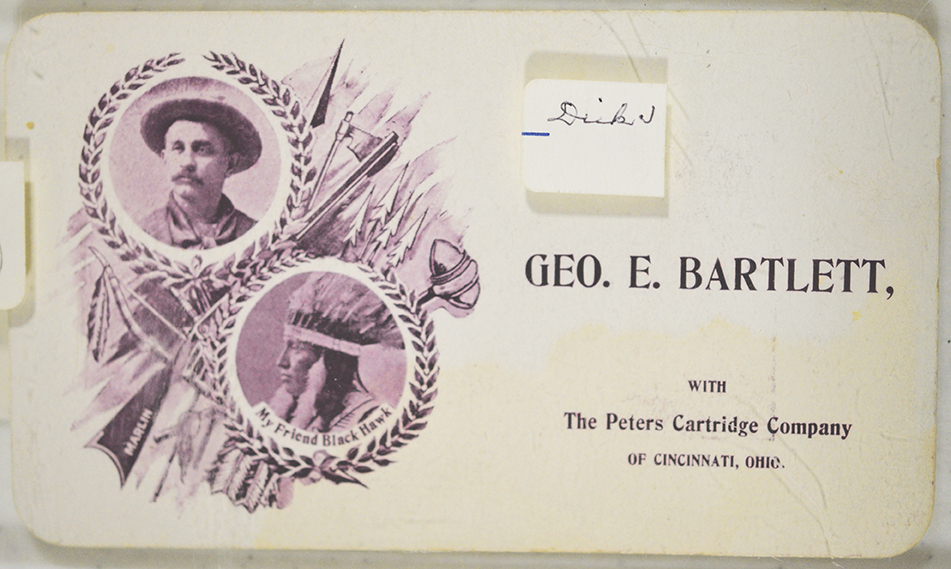 Dick J
GEO. E. BARTLETT,
WITH
The Peters Cartridge Company
OF CINCINNATI, OHIO.
My Friend Black Hawk
MARLIN